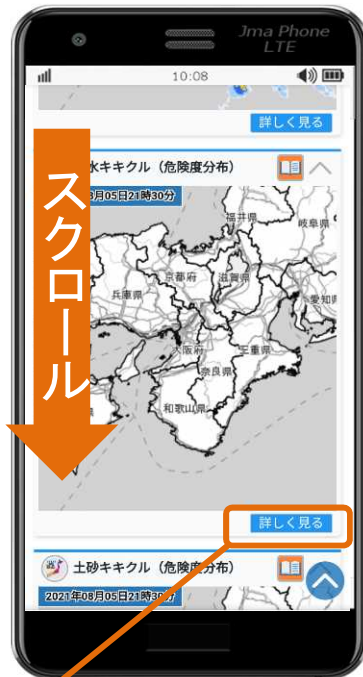 Jma Phone
LTE
10:08
詳しく見る
水キキクル（危険度分布）
月05日21時30分
福井県
岐阜県
京都府
滋賀県
兵庫県
愛知県
大阪府
三重県
奈良県
和歌山県
スクロール
詳しく見る
土砂キキクル（危険度分布）
2021年08月05日21時30分